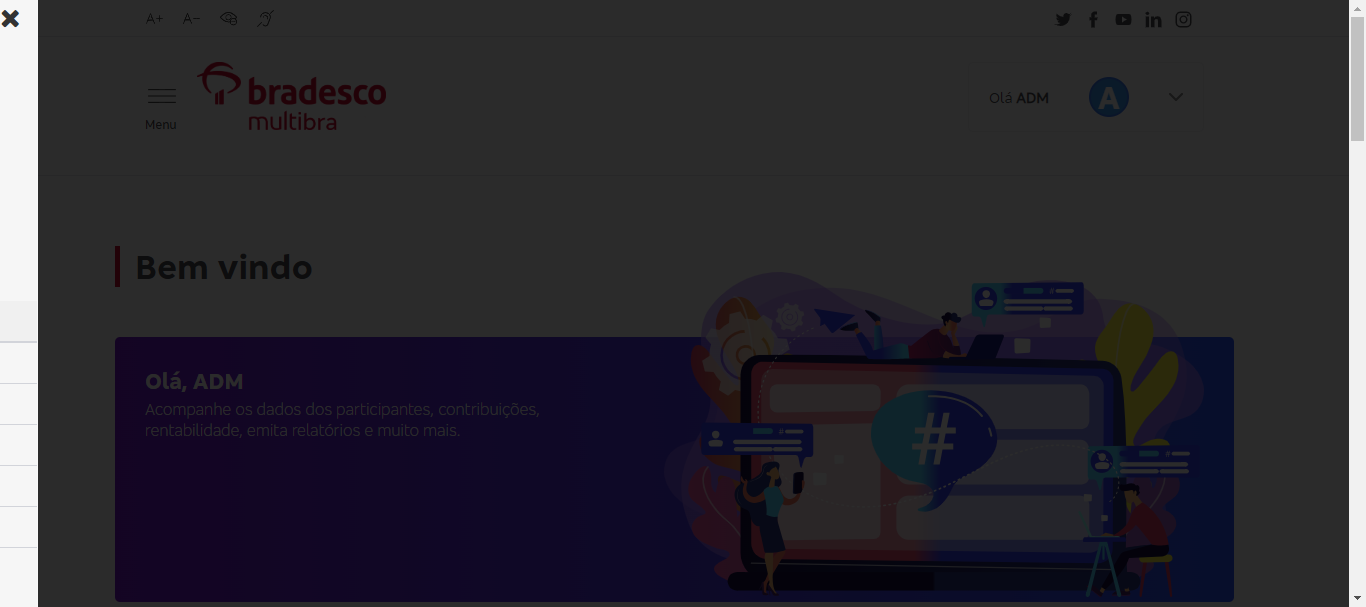 A+ A-
bradesco
multibra
Menu
Olá ADM
A
Bem vindo
Olá, ADM
Acompanhe os dados dos participantes, contribuições,
rentabilidade, emita relatórios e muito mais.
#